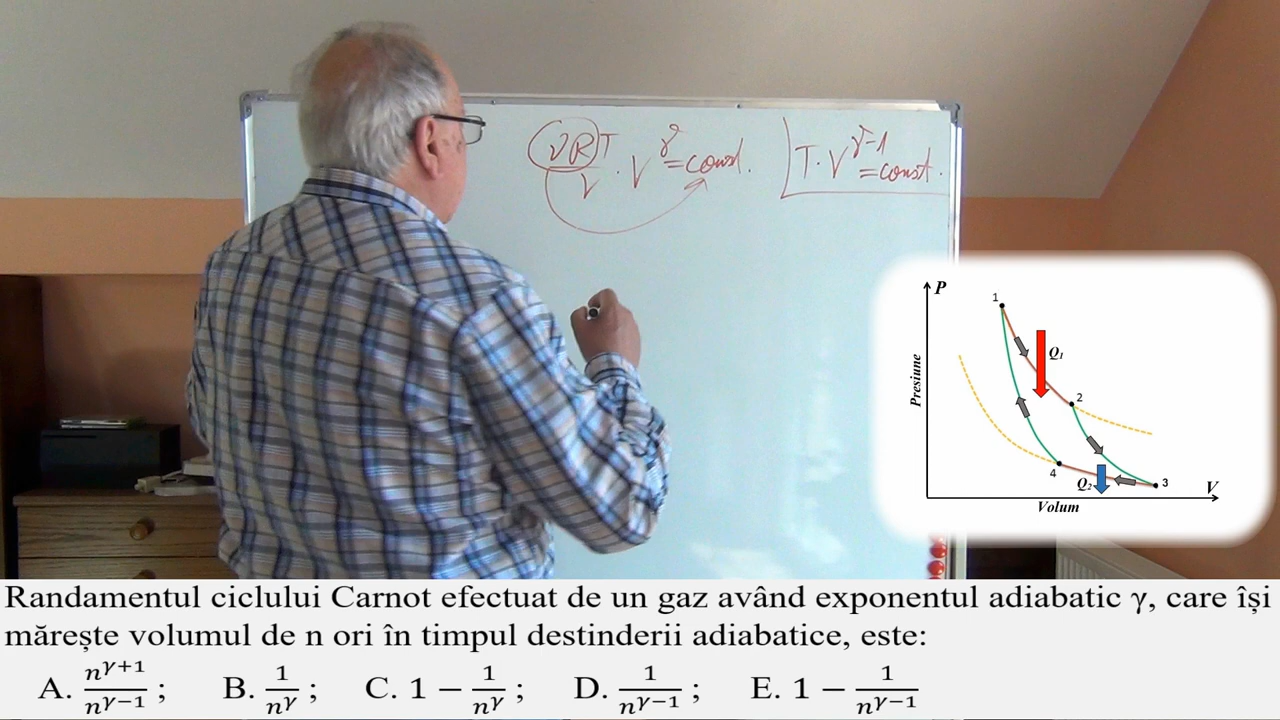 νRT/V · V^γ = const.
T · V^γ-1 = const.
P
1
Q1
Presiune
2
4
Q2
3
V
Volum
Randamentul ciclului Carnot efectuat de un gaz având exponentul adiabatic γ, care își
mărește volumul de n ori în timpul destinderii adiabatice, este:
A. n^γ+1/n^γ−1 ; B. 1/n^γ ; C. 1 − 1/n^γ ; D. 1/n^γ−1 ; E. 1 − 1/n^γ−1